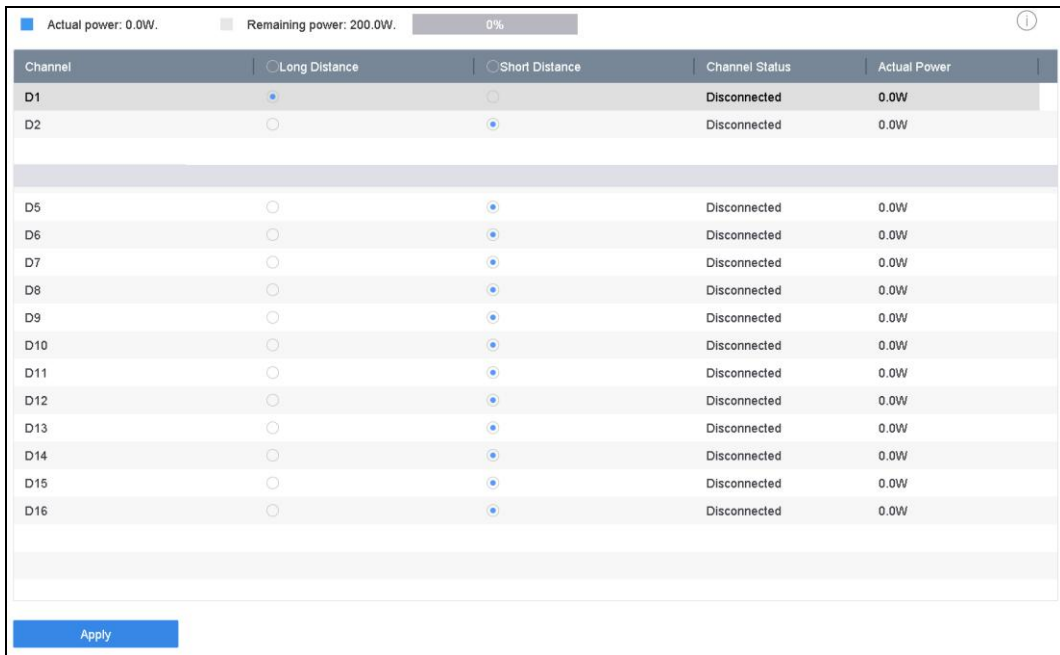 Actual power: 0.0W. Remaining power: 200.0W. 0%
Channel Long Distance Short Distance Channel Status Actual Power
D1 Disconnected 0.0W
D2 Disconnected 0.0W
D5 Disconnected 0.0W
D6 Disconnected 0.0W
D7 Disconnected 0.0W
D8 Disconnected 0.0W
D9 Disconnected 0.0W
D10 Disconnected 0.0W
D11 Disconnected 0.0W
D12 Disconnected 0.0W
D13 Disconnected 0.0W
D14 Disconnected 0.0W
D15 Disconnected 0.0W
D16 Disconnected 0.0W
Apply